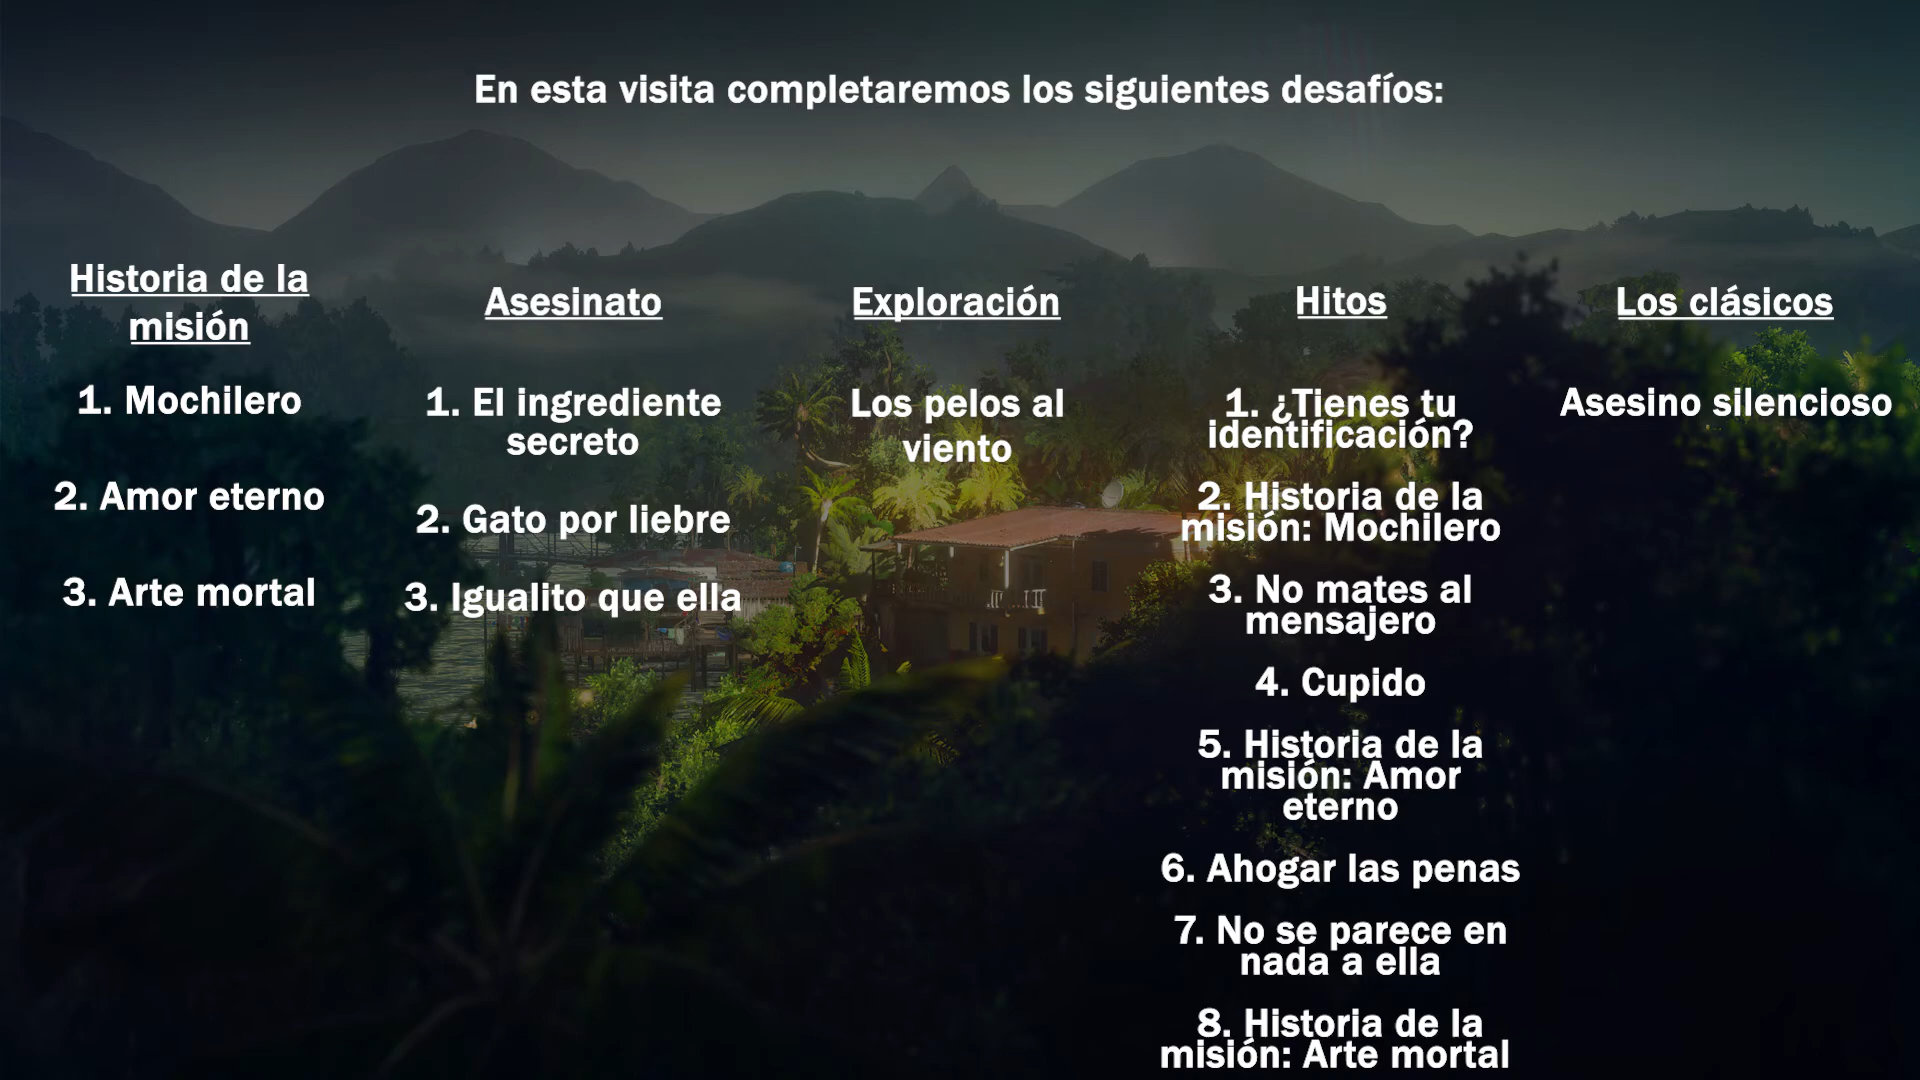 En esta visita completaremos los siguientes desafíos:
Historia de la
misión
1. Mochilero
2. Amor eterno
3. Arte mortal
Asesinato
1. El ingrediente
secreto
2. Gato por liebre
3. Igualito que ella
Exploración
Los pelos al
viento
Hitos
1. ¿Tienes tu
identificación?
2. Historia de la
misión: Mochilero
3. No mates al
mensajero
4. Cupido
5. Historia de la
misión: Amor
eterno
6. Ahogar las penas
7. No se parece en
nada a ella
8. Historia de la
misión: Arte mortal
Los clásicos
Asesino silencioso